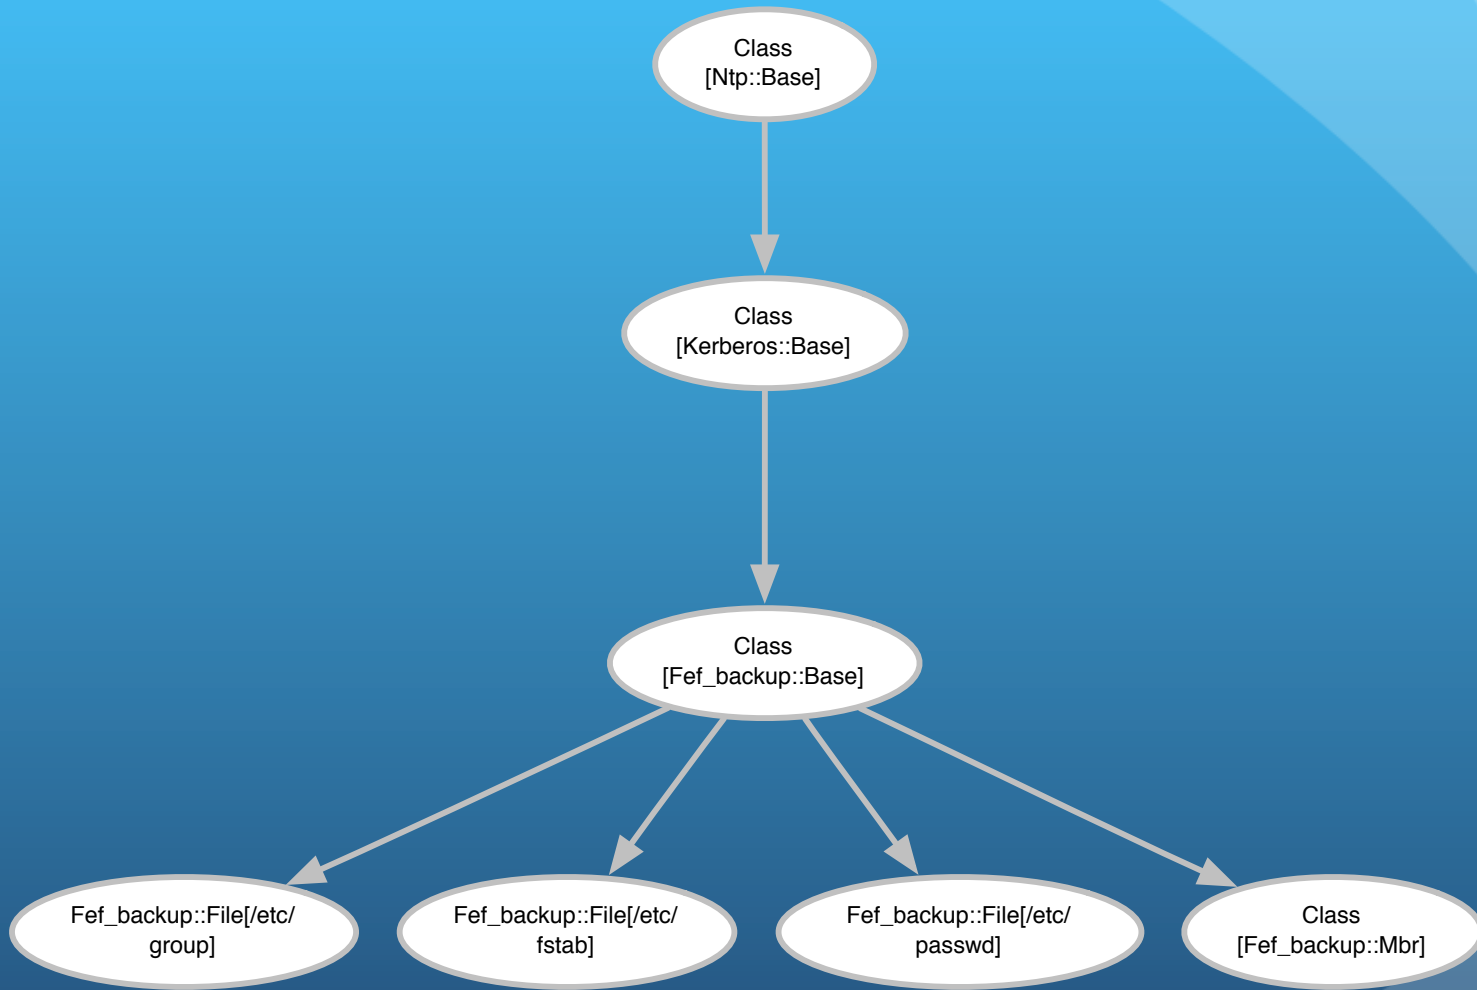 Class
[Ntp::Base]
Class
[Kerberos::Base]
Class
[Fef_backup::Base]
Fef_backup::File[/etc/
group]
Fef_backup::File[/etc/
fstab]
Fef_backup::File[/etc/
passwd]
Class
[Fef_backup::Mbr]